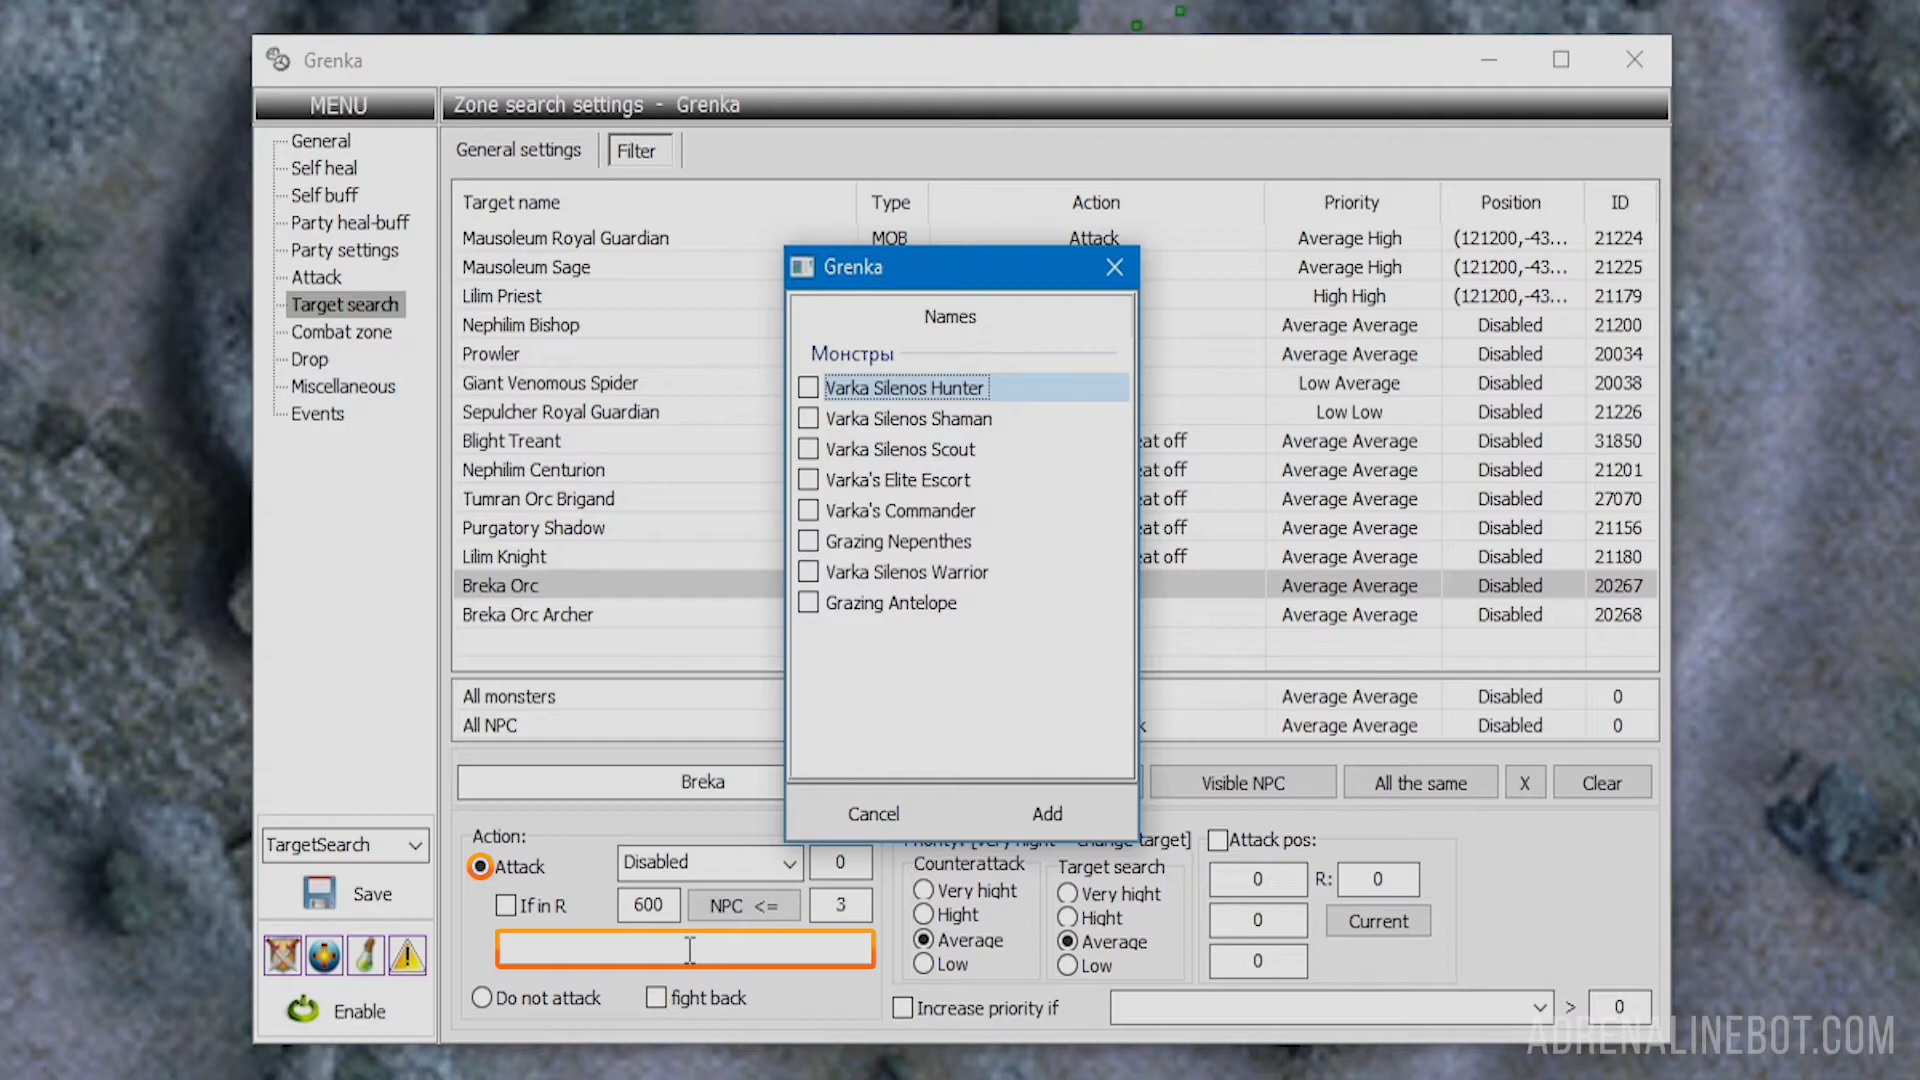 Grenka
MENU
Zone search settings - Grenka
General
Self heal
Self buff
Party heal-buff
Party settings
Attack
Target search
Combat zone
Drop
Miscellaneous
Events
General settings
Filter
Target name Type Action Priority Position ID
Mausoleum Royal Guardian MOB Attack Average High (121200,-43... 21224
Mausoleum Sage Average High (121200,-43... 21225
Lilim Priest High High (121200,-43... 21179
Nephilim Bishop Average Average Disabled 21200
Prowler Average Average Disabled 20034
Giant Venomous Spider Low Average Disabled 20038
Sepulcher Royal Guardian Low Low Disabled 21226
Blight Treant eat off Average Average Disabled 31850
Nephilim Centurion eat off Average Average Disabled 21201
Tumran Orc Brigand eat off Average Average Disabled 27070
Purgatory Shadow eat off Average Average Disabled 21156
Lilim Knight eat off Average Average Disabled 21180
Breka Orc Average Average Disabled 20267
Breka Orc Archer Average Average Disabled 20268
All monsters Average Average Disabled 0
All NPC Average Average Disabled 0
Grenka
Names
Монстры
Varka Silenos Hunter
Varka Silenos Shaman
Varka Silenos Scout
Varka's Elite Escort
Varka's Commander
Grazing Nepenthes
Varka Silenos Warrior
Grazing Antelope
Cancel Add
Breka
Visible NPC All the same X Clear
Action:
Attack Disabled 0
If in R 600 NPC <= 3
Do not attack fight back
change target]
Counterattack
Very hight
Hight
Average
Low
Target search
Very hight
Hight
Average
Low
Attack pos:
0 R: 0
0 Current
0
Increase priority if > 0
TargetSearch
Save
Enable
ADRENALINEBOT.COM